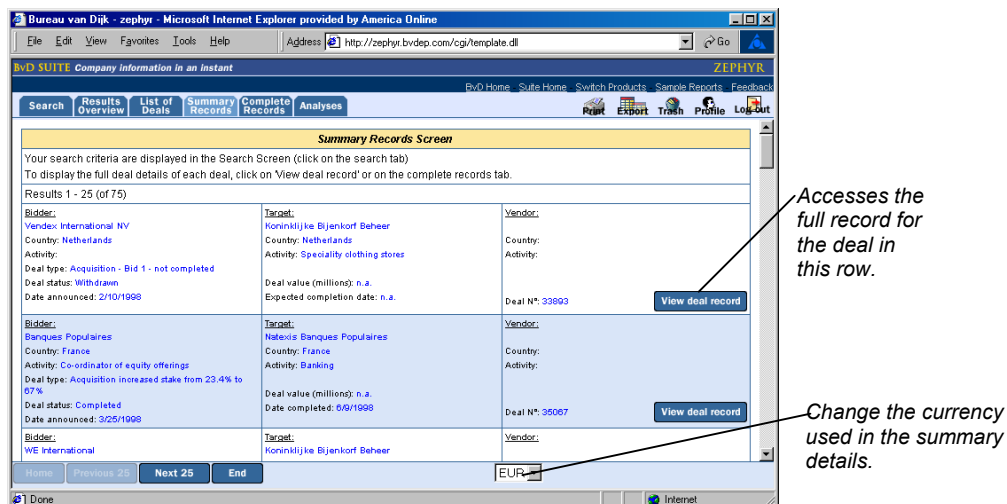 Bureau van Dijk - zephyr - Microsoft Internet Explorer provided by America Online
File Edit View Favorites Tools Help Address http://zephyr.bvdep.com/cgi/template.dll Go
BVD SUITE Company information in an instant ZEPHYR
BvD Home Suite Home Switch Products Sample Reports Feedback
Search Results Overview List of Deals Summary Records Complete Records Analyses Print Export Trash Profile Log out
Summary Records Screen
Your search criteria are displayed in the Search Screen (click on the search tab)
To display the full deal details of each deal, click on 'View deal record' or on the complete records tab.
Results 1 - 25 (of 75)
Bidder: Target: Vendor:
Vendex International NV Koninklijke Bijenkorf Beheer
Country: Netherlands Country: Netherlands Country:
Activity: Activity: Speciality clothing stores Activity:
Deal type: Acquisition - Bid 1 - not completed
Deal status: Withdrawn Deal value (millions): n.a.
Date announced: 2/10/1998 Expected completion date: n.a. Deal Nº: 33893 View deal record
Bidder: Target: Vendor:
Banques Populaires Natexis Banques Populaires
Country: France Country: France Country:
Activity: Co-ordinator of equity offerings Activity: Banking Activity:
Deal type: Acquisition increased stake from 23.4% to
67%
Deal value (millions): n.a.
Deal status: Completed Date completed: 6/9/1998
Date announced: 3/25/1998 Deal Nº: 35067 View deal record
Bidder: Target: Vendor:
WE International Koninklijke Bijenkorf Beheer
Home Previous 25 Next 25 End EUR
Done Internet
Accesses the
full record for
the deal in
this row.
Change the currency
used in the summary
details.